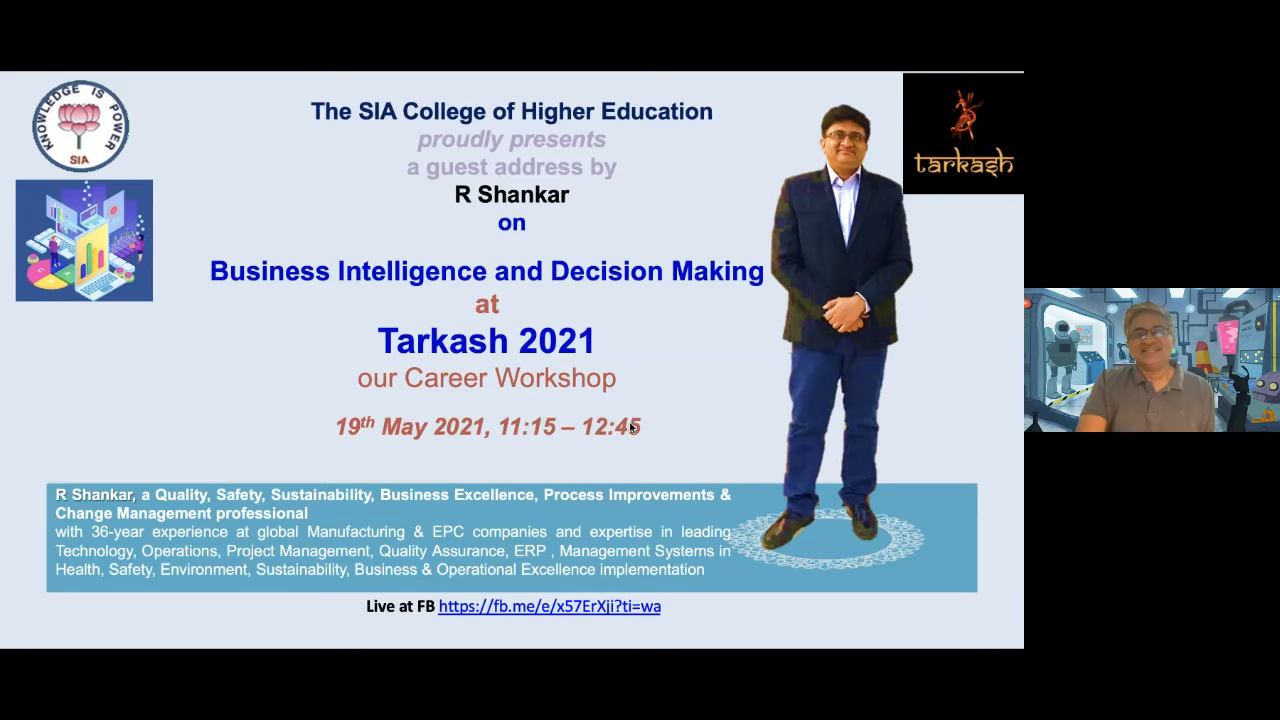 KNOWLEDGE IS POWER
SIA
The SIA College of Higher Education
proudly presents
a guest address by
R Shankar
on
Business Intelligence and Decision Making
at
Tarkash 2021
our Career Workshop
19th May 2021, 11:15 – 12:45
tarkash
R Shankar, a Quality, Safety, Sustainability, Business Excellence, Process Improvements &
Change Management professional
with 36-year experience at global Manufacturing & EPC companies and expertise in leading
Technology, Operations, Project Management, Quality Assurance, ERP , Management Systems in
Health, Safety, Environment, Sustainability, Business & Operational Excellence implementation
Live at FB https://fb.me/e/x57ErXji?ti=wa